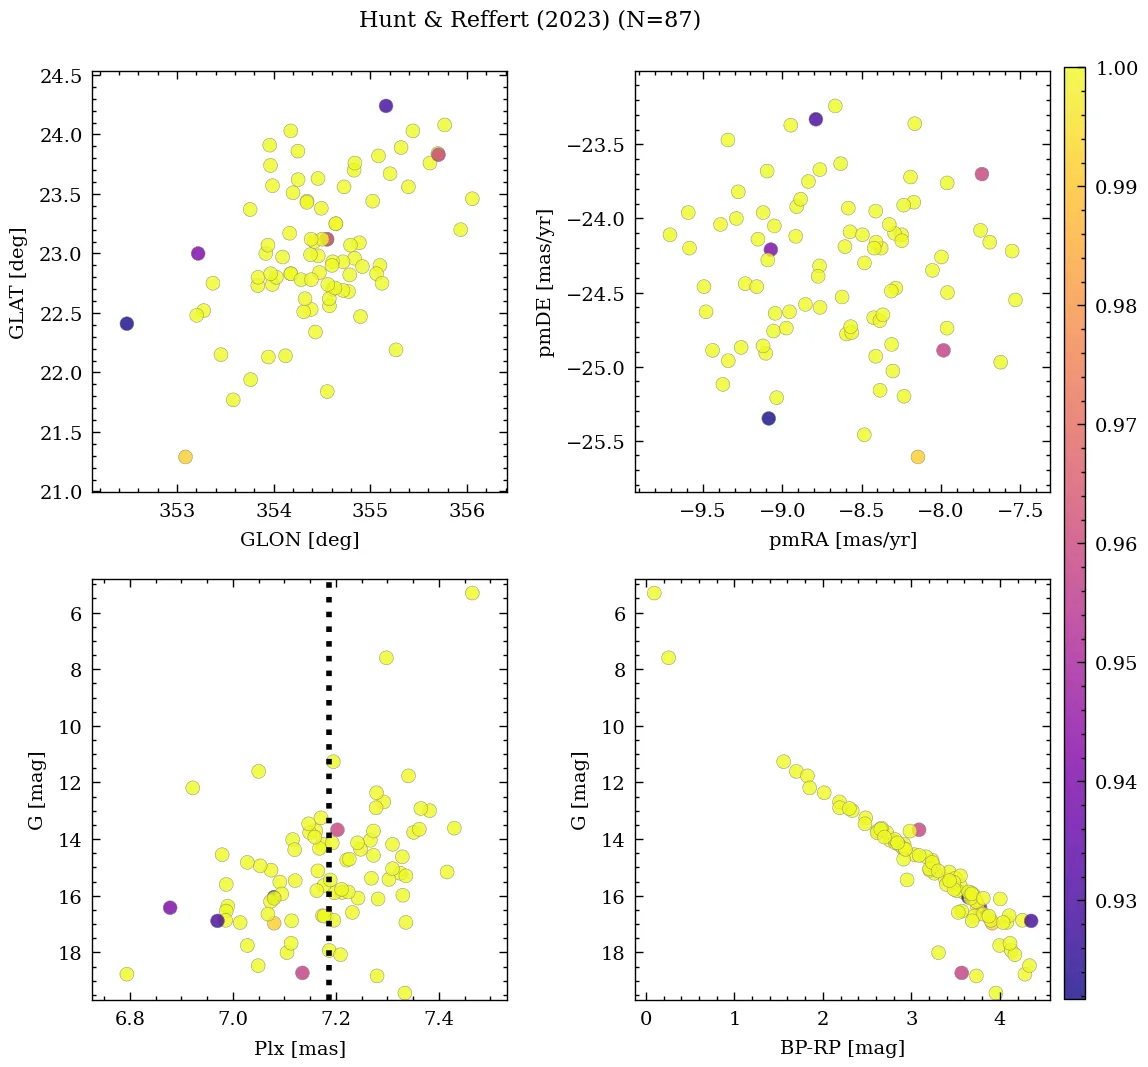 Hunt & Reffert (2023) (N=87)
24.5
24.0
23.5
23.0
22.5
22.0
21.5
21.0
GLAT [deg]
353 354 355 356
GLON [deg]
−23.5
−24.0
−24.5
−25.0
−25.5
pmDE [mas/yr]
−9.5 −9.0 −8.5 −8.0 −7.5
pmRA [mas/yr]
6
8
10
12
14
16
18
G [mag]
6.8 7.0 7.2 7.4
Plx [mas]
6
8
10
12
14
16
18
G [mag]
0 1 2 3 4
BP-RP [mag]
1.00
0.99
0.98
0.97
0.96
0.95
0.94
0.93